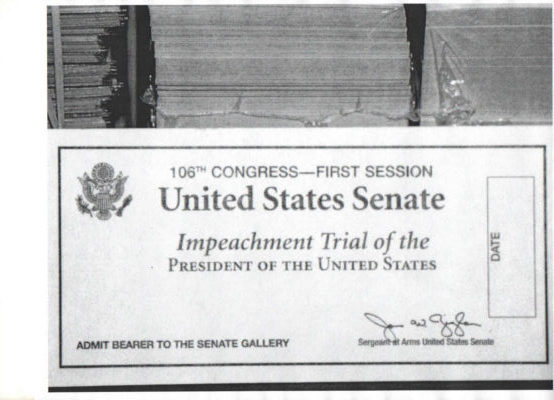 106TH CONGRESS—FIRST SESSION
United States Senate
Impeachment Trial of the
PRESIDENT OF THE UNITED STATES
DATE
ADMIT BEARER TO THE SENATE GALLERY
Sergeant at Arms United States Senate